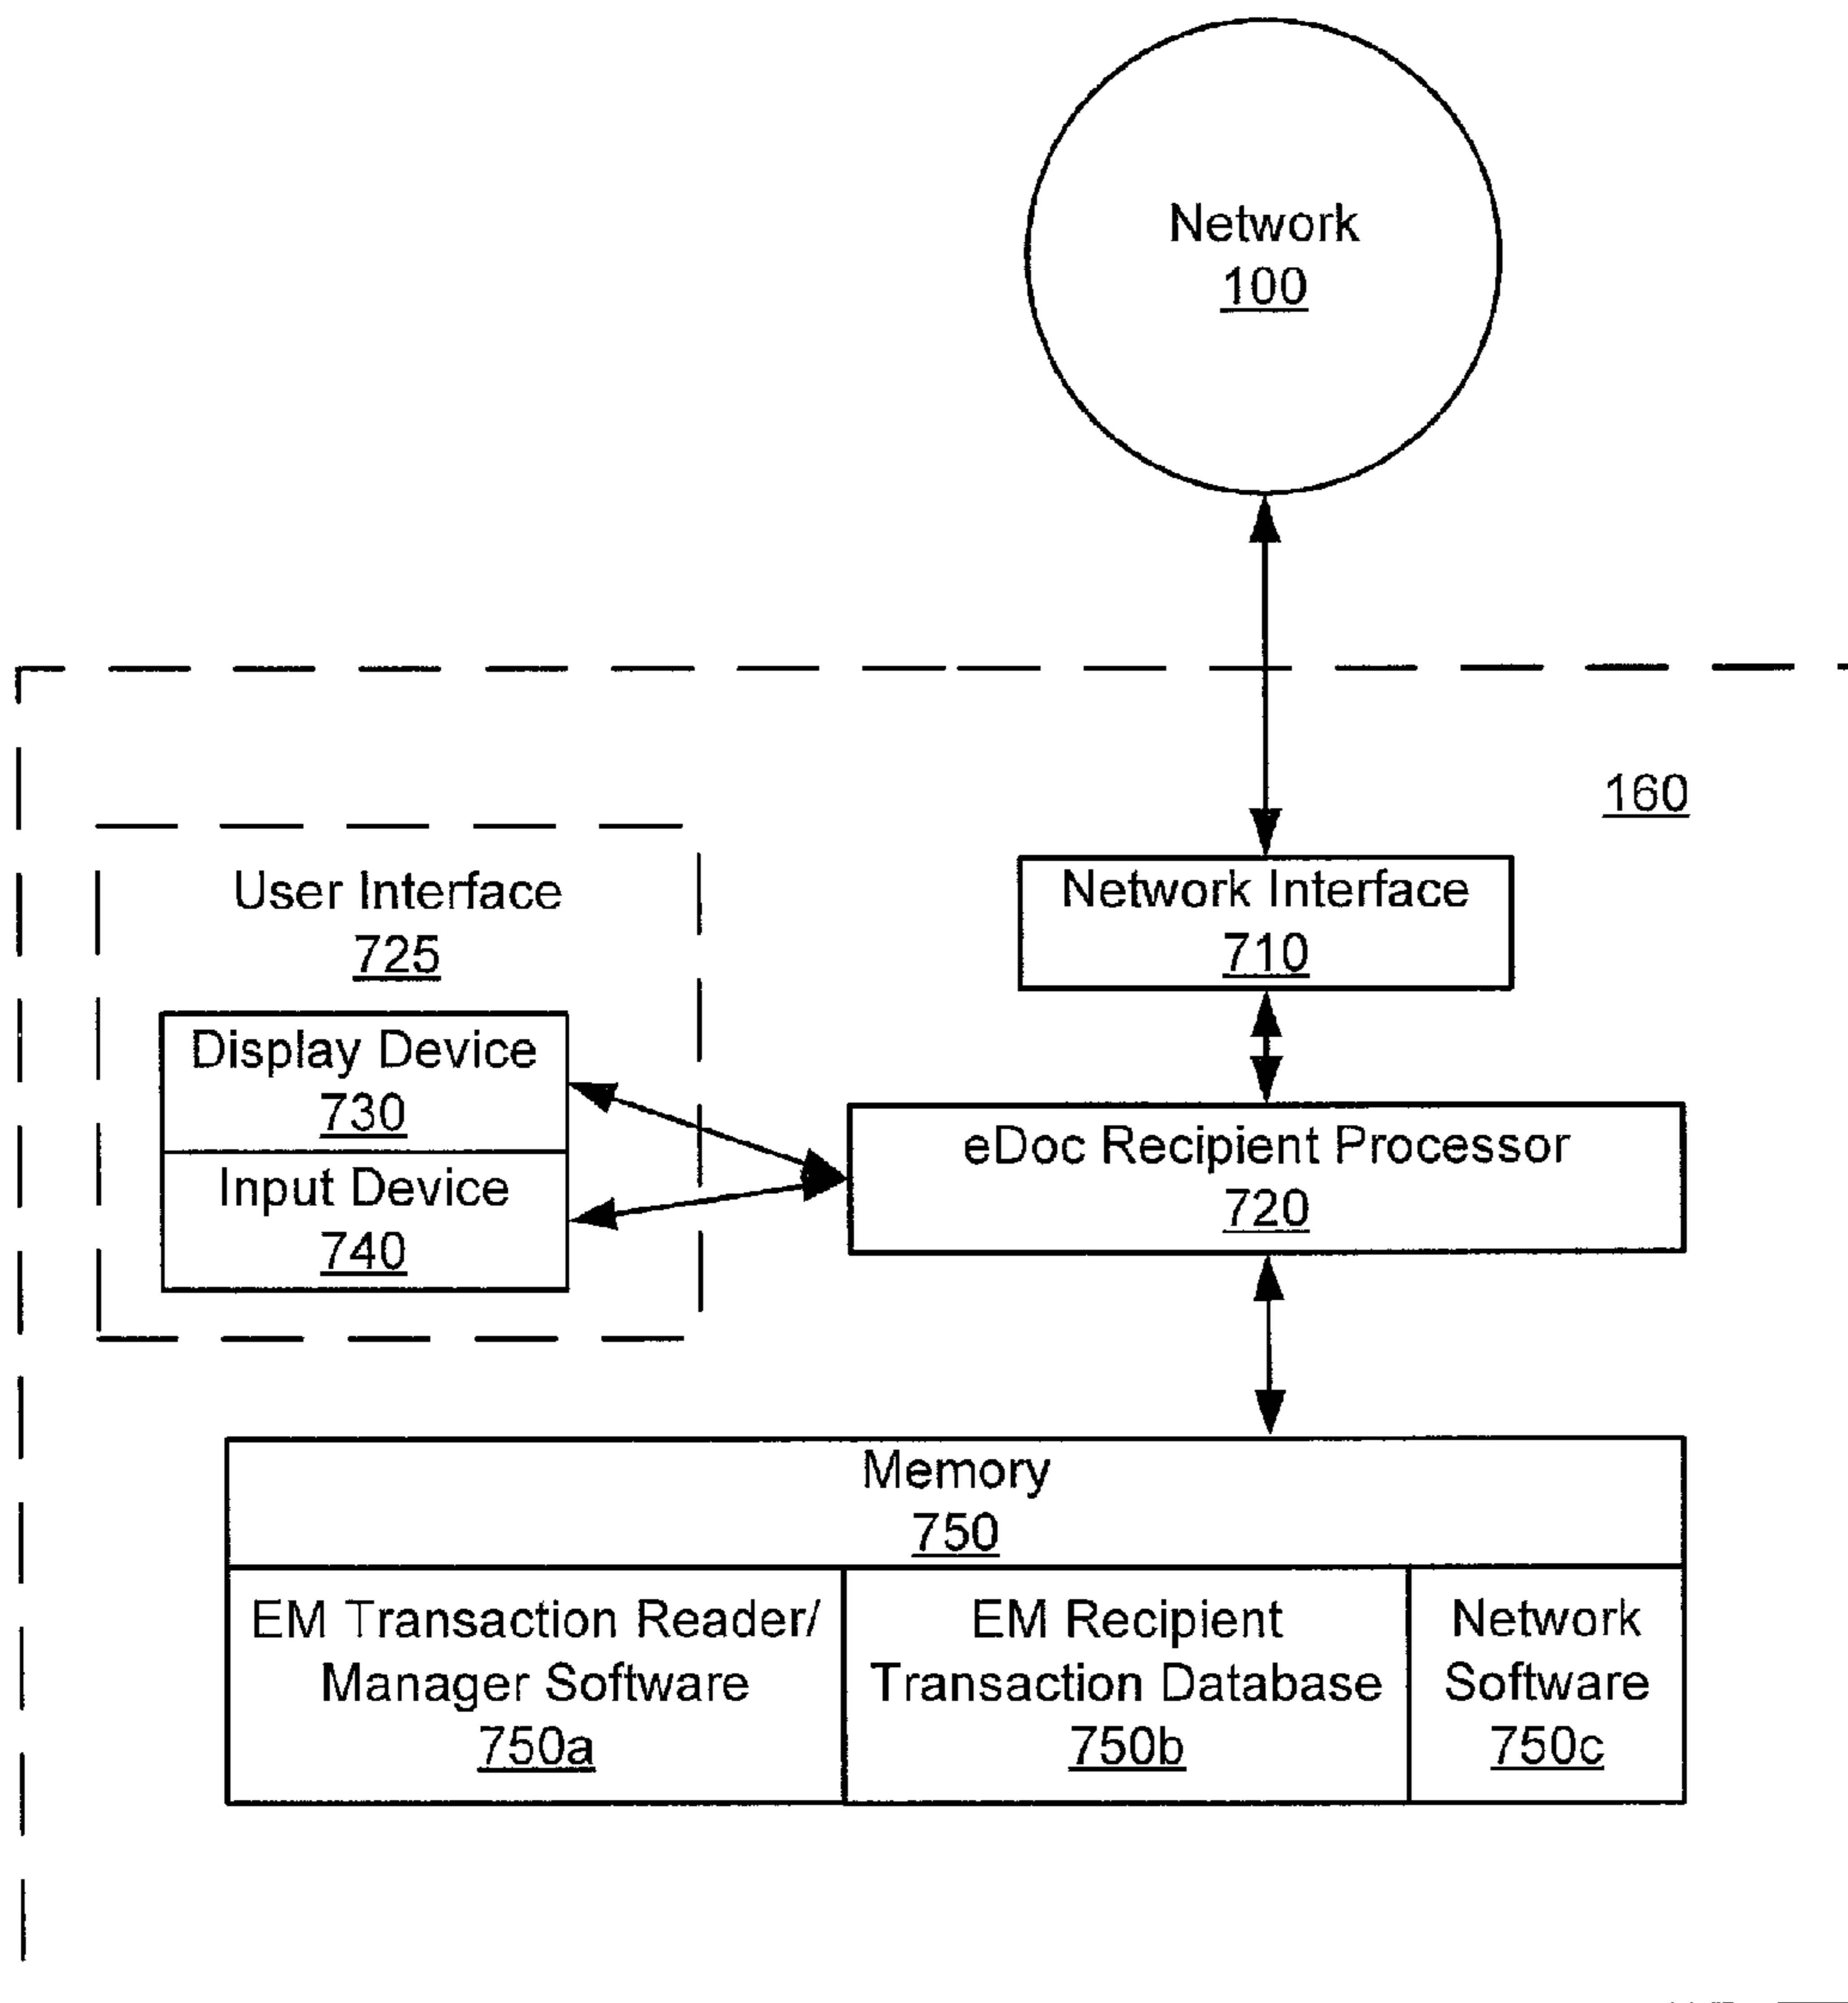 Network
100
160
User Interface
725
Network Interface
710
Display Device
730
Input Device
740
eDoc Recipient Processor
720
Memory
750
EM Transaction Reader/
Manager Software
750a
EM Recipient
Transaction Database
750b
Network
Software
750c